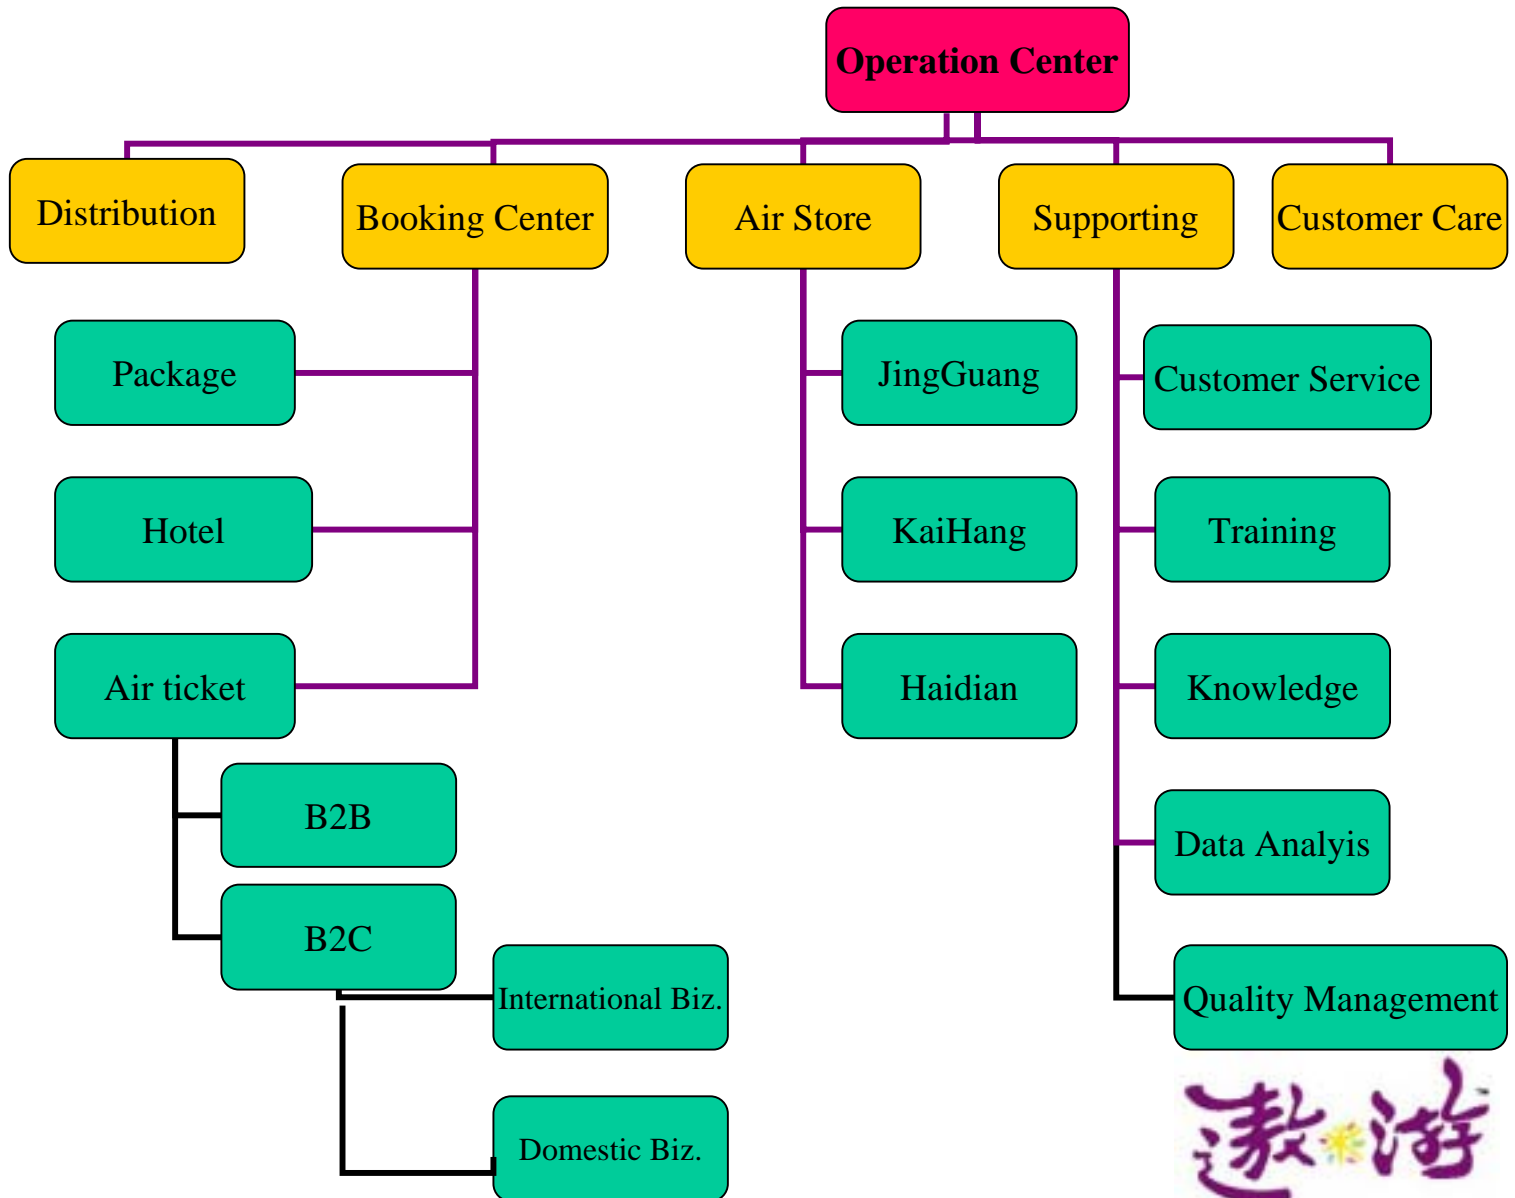 Operation Center
Distribution
Booking Center
Air Store
Supporting
Customer Care
Package
JingGuang
Customer Service
Hotel
KaiHang
Training
Air ticket
Haidian
Knowledge
B2B
Data Analyis
B2C
International Biz.
Quality Management
Domestic Biz.
遨游